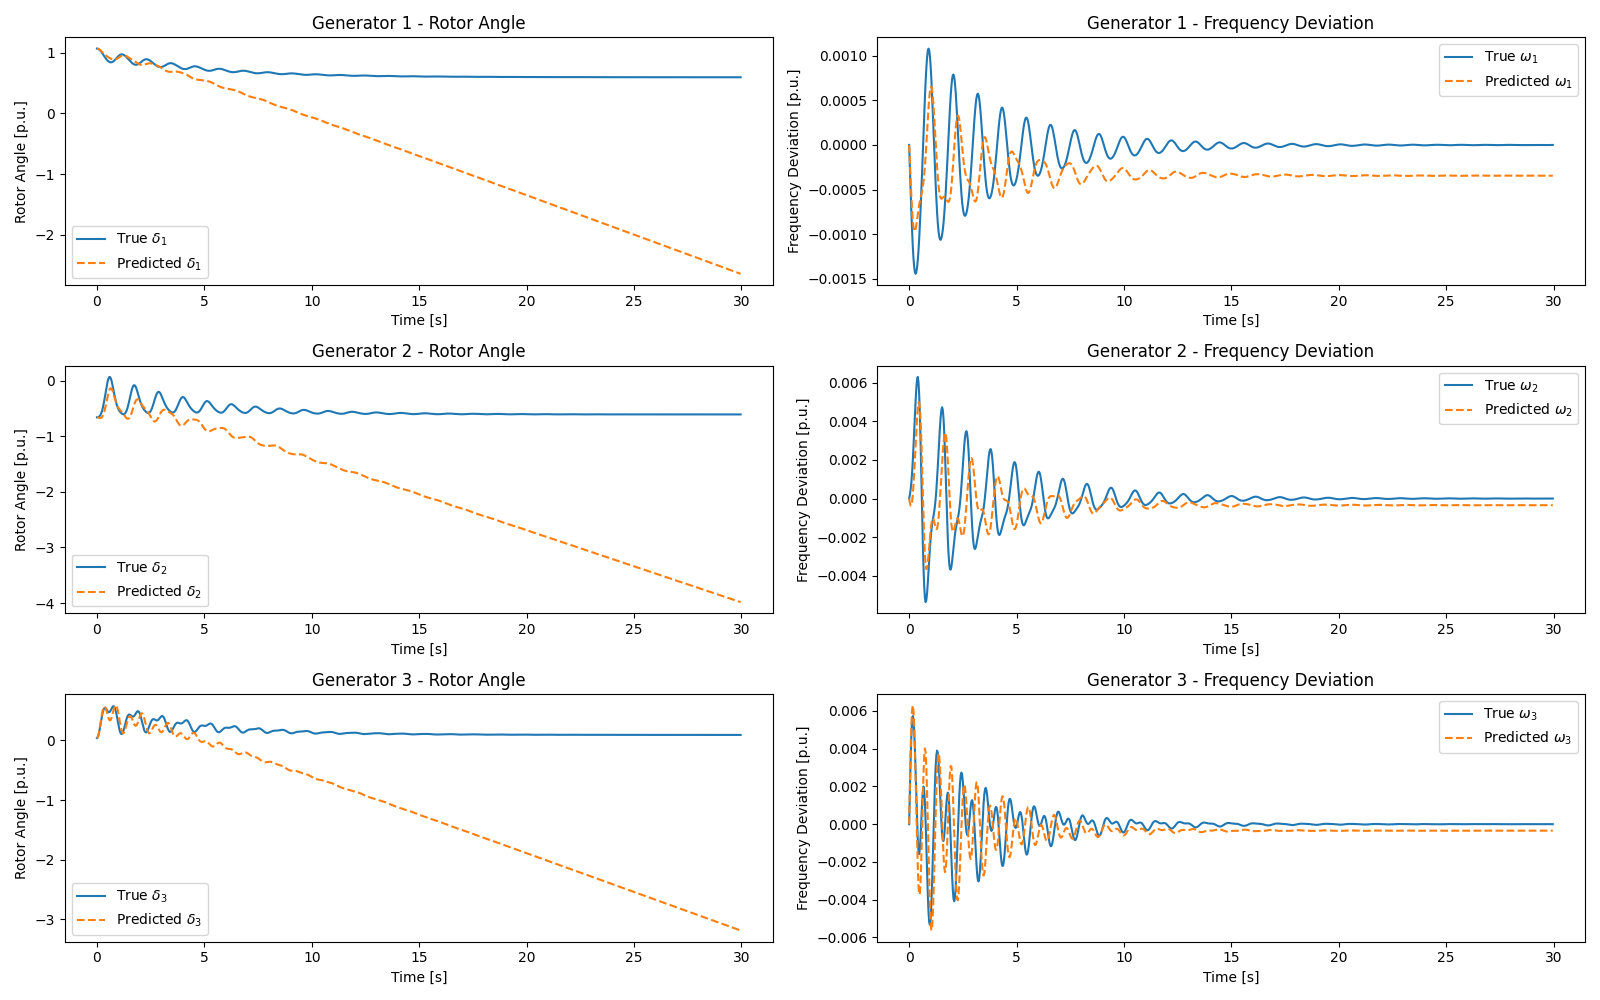 Generator 1 - Rotor Angle
Rotor Angle [p.u.]
1
0
−1
−2
True δ₁
Predicted δ₁
0 5 10 15 20 25 30
Time [s]
Generator 1 - Frequency Deviation
Frequency Deviation [p.u.]
0.0010
0.0005
0.0000
−0.0005
−0.0010
−0.0015
True ω₁
Predicted ω₁
0 5 10 15 20 25 30
Time [s]
Generator 2 - Rotor Angle
Rotor Angle [p.u.]
0
−1
−2
−3
−4
True δ₂
Predicted δ₂
0 5 10 15 20 25 30
Time [s]
Generator 2 - Frequency Deviation
Frequency Deviation [p.u.]
0.006
0.004
0.002
0.000
−0.002
−0.004
True ω₂
Predicted ω₂
0 5 10 15 20 25 30
Time [s]
Generator 3 - Rotor Angle
Rotor Angle [p.u.]
0
−1
−2
−3
True δ₃
Predicted δ₃
0 5 10 15 20 25 30
Time [s]
Generator 3 - Frequency Deviation
Frequency Deviation [p.u.]
0.006
0.004
0.002
0.000
−0.002
−0.004
−0.006
True ω₃
Predicted ω₃
0 5 10 15 20 25 30
Time [s]